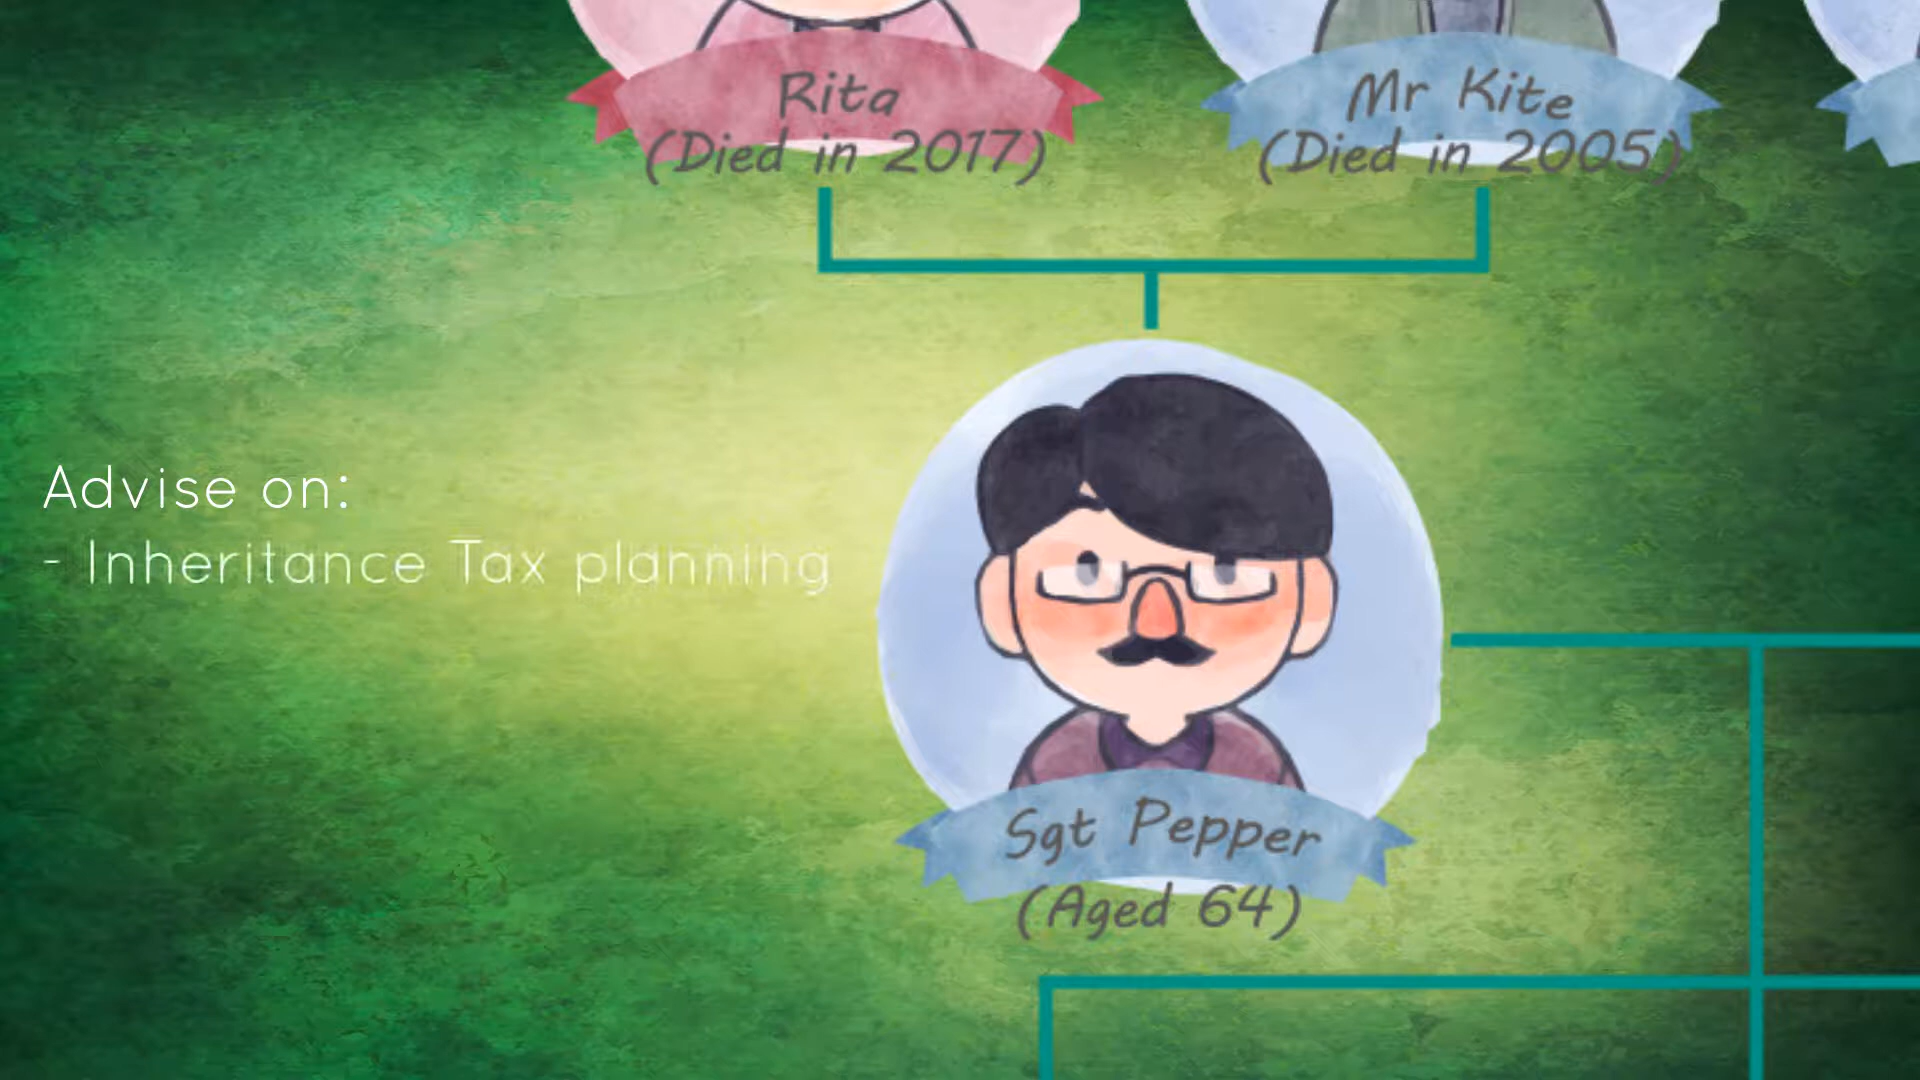 Rita
(Died in 2017)
Mr Kite
(Died in 2005)
Advise on:
- Inheritance Tax planning
Sgt Pepper
(Aged 64)